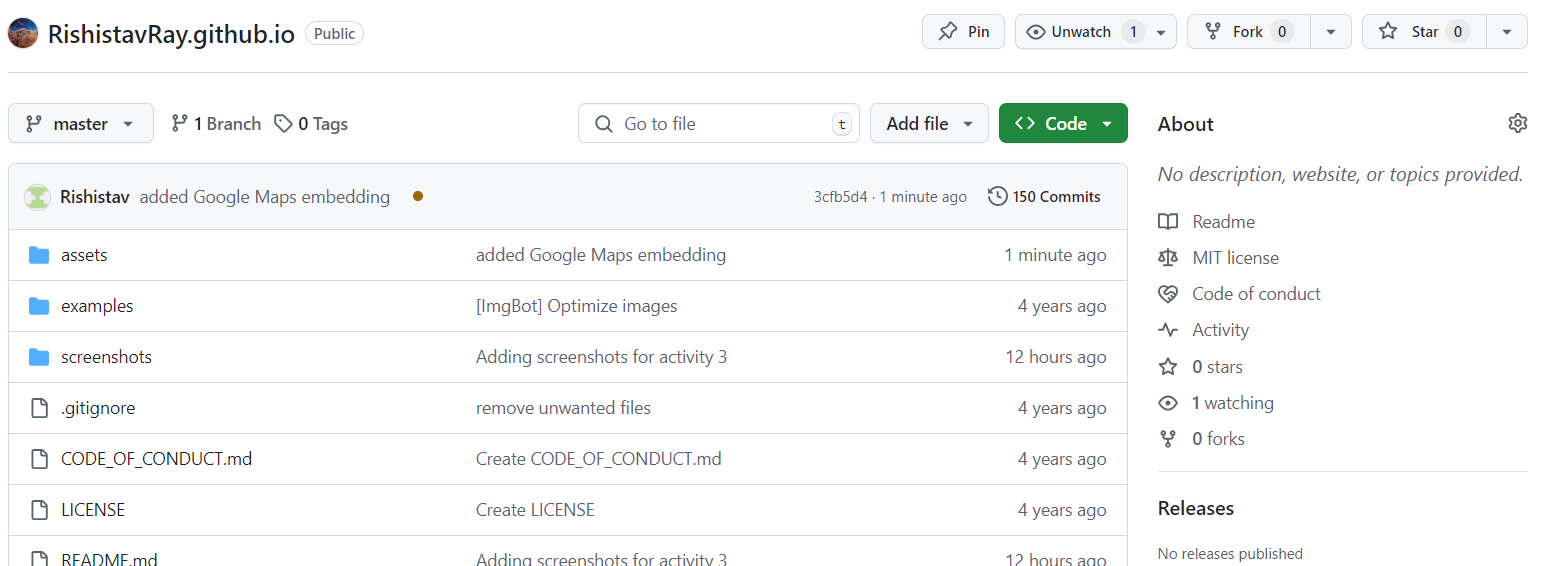 RishistavRay.github.io Public Pin Unwatch 1 Fork 0 Star 0
master 1 Branch 0 Tags Go to file t Add file Code
Rishistav added Google Maps embedding 3cfb5d4 · 1 minute ago 150 Commits
assets added Google Maps embedding 1 minute ago
examples [ImgBot] Optimize images 4 years ago
screenshots Adding screenshots for activity 3 12 hours ago
.gitignore remove unwanted files 4 years ago
CODE_OF_CONDUCT.md Create CODE_OF_CONDUCT.md 4 years ago
LICENSE Create LICENSE 4 years ago
README.md Adding screenshots for activity 3 12 hours ago
About
No description, website, or topics provided.
Readme
MIT license
Code of conduct
Activity
0 stars
1 watching
0 forks
Releases
No releases published